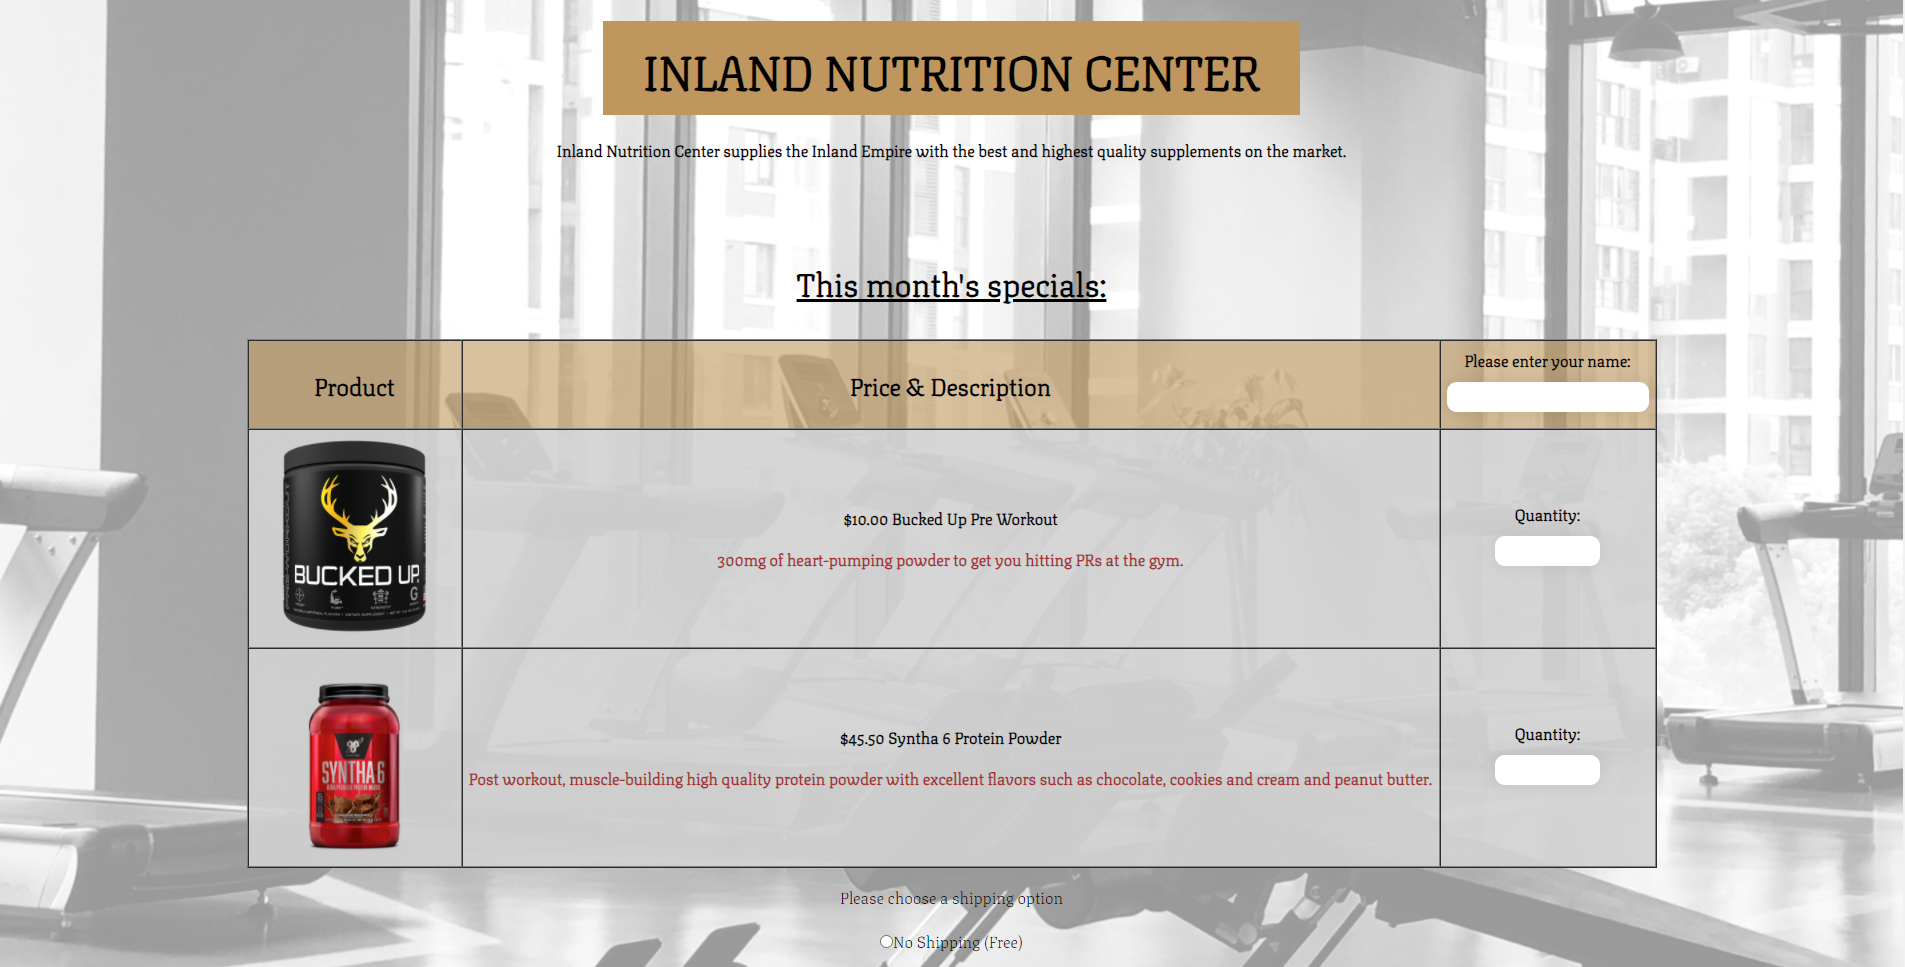 INLAND NUTRITION CENTER
Inland Nutrition Center supplies the Inland Empire with the best and highest quality supplements on the market.
This month's specials:
Product
Price & Description
Please enter your name:
BUCKED UP
$10.00 Bucked Up Pre Workout
300mg of heart-pumping powder to get you hitting PRs at the gym.
Quantity:
SYNTHA 6
$45.50 Syntha 6 Protein Powder
Post workout, muscle-building high quality protein powder with excellent flavors such as chocolate, cookies and cream and peanut butter.
Quantity:
Please choose a shipping option
No Shipping (Free)